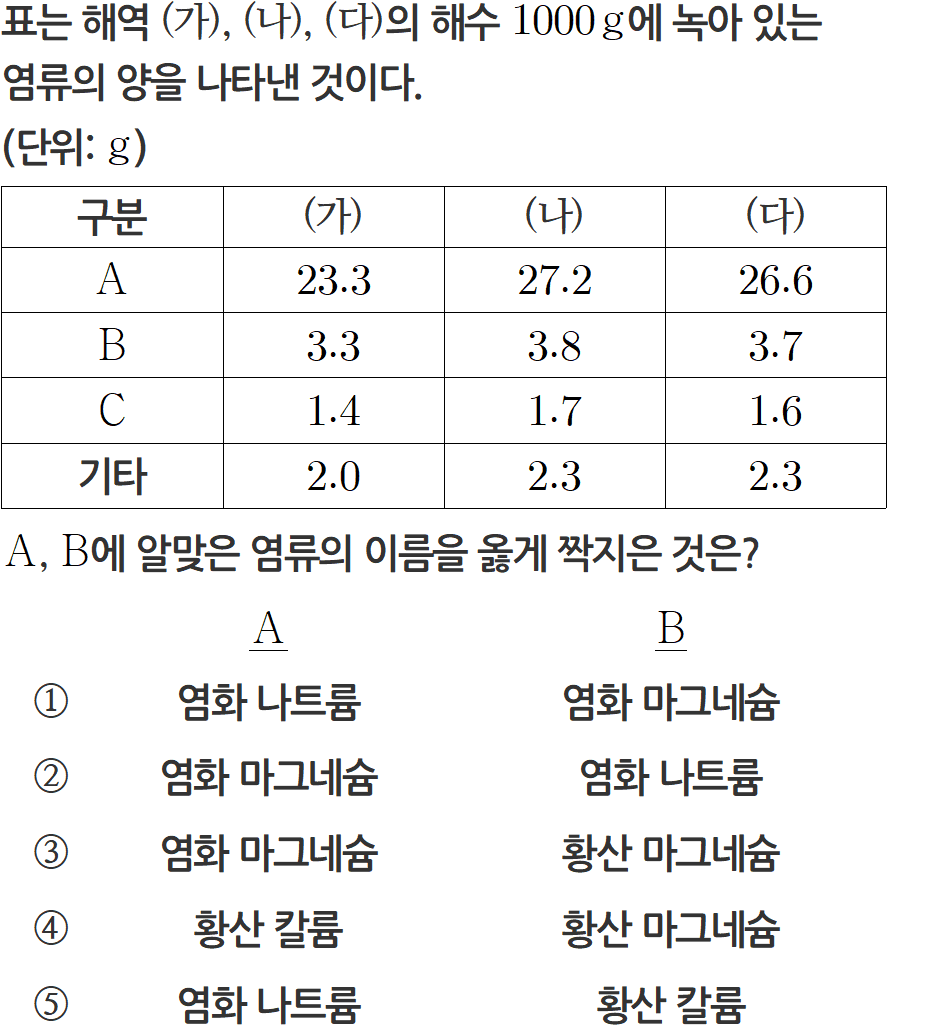 표는 해역 (가), (나), (다)의 해수 1000 g에 녹아 있는
염류의 양을 나타낸 것이다.
(단위: g)
구분 (가) (나) (다)
A 23.3 27.2 26.6
B 3.3 3.8 3.7
C 1.4 1.7 1.6
기타 2.0 2.3 2.3
A, B에 알맞은 염류의 이름을 옳게 짝지은 것은?
A B
① 염화 나트륨 염화 마그네슘
② 염화 마그네슘 염화 나트륨
③ 염화 마그네슘 황산 마그네슘
④ 황산 칼륨 황산 마그네슘
⑤ 염화 나트륨 황산 칼륨